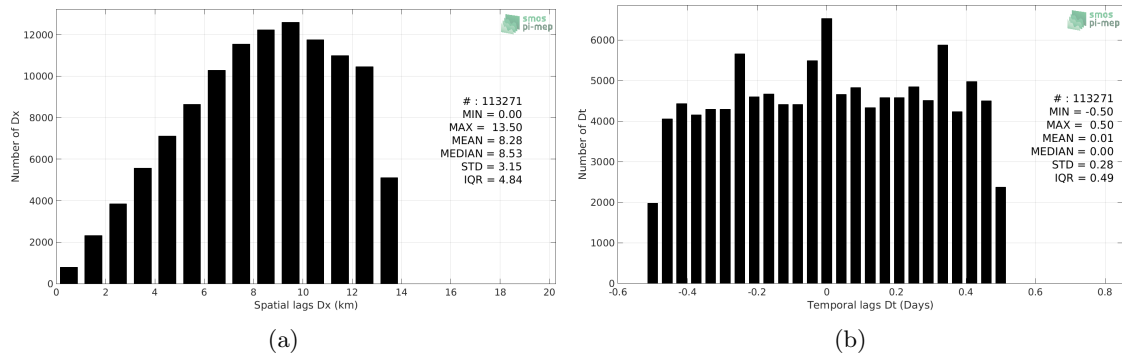 smos
pi-mep
12000
10000
8000
6000
4000
2000
0
Number of Dx
# : 113271
MIN = 0.00
MAX = 13.50
MEAN = 8.28
MEDIAN = 8.53
STD = 3.15
IQR = 4.84
0 2 4 6 8 10 12 14 16 18 20
Spatial lags Dx (km)
(a)
smos
pi-mep
6000
5000
4000
3000
2000
1000
0
Number of Dt
# : 113271
MIN = -0.50
MAX = 0.50
MEAN = 0.01
MEDIAN = 0.00
STD = 0.28
IQR = 0.49
-0.6 -0.4 -0.2 0 0.2 0.4 0.6 0.8
Temporal lags Dt (Days)
(b)